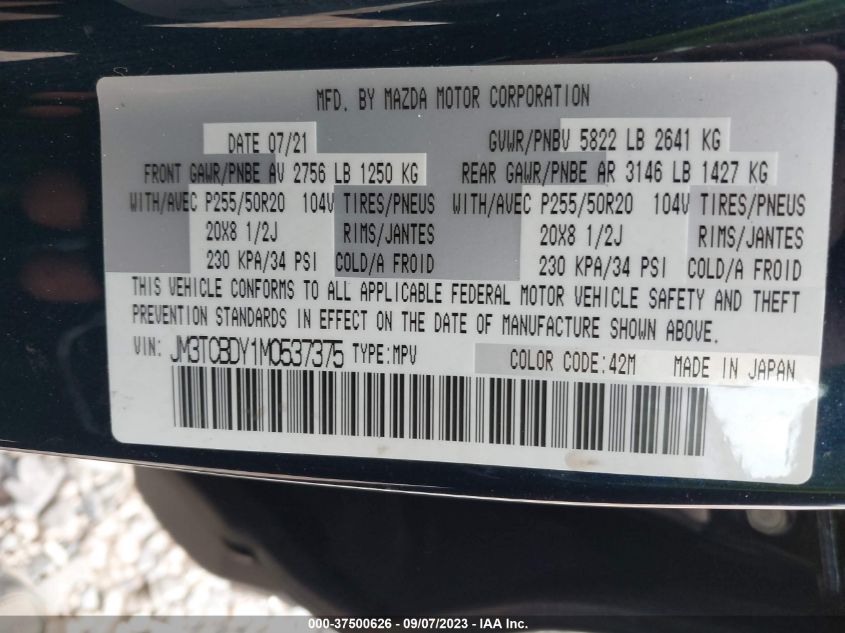 MFD. BY MAZDA MOTOR CORPORATION
DATE 07/21 GVWR/PNBV 5822 LB 2641 KG
FRONT GAWR/PNBE AV 2756 LB 1250 KG REAR GAWR/PNBE AR 3146 LB 1427 KG
WITH/AVEC P255/50R20 104V TIRES/PNEUS WITH/AVEC P255/50R20 104V TIRES/PNEUS
20X8 1/2J RIMS/JANTES 20X8 1/2J RIMS/JANTES
230 KPA/34 PSI COLD/A FROID 230 KPA/34 PSI COLD/A FROID
THIS VEHICLE CONFORMS TO ALL APPLICABLE FEDERAL MOTOR VEHICLE SAFETY AND THEFT
PREVENTION STANDARDS IN EFFECT ON THE DATE OF MANUFACTURE SHOWN ABOVE.
VIN: JM3TCBDY1M0537375 TYPE:MPV COLOR CODE:42M MADE IN JAPAN
000-37500626 - 09/07/2023 - IAA Inc.